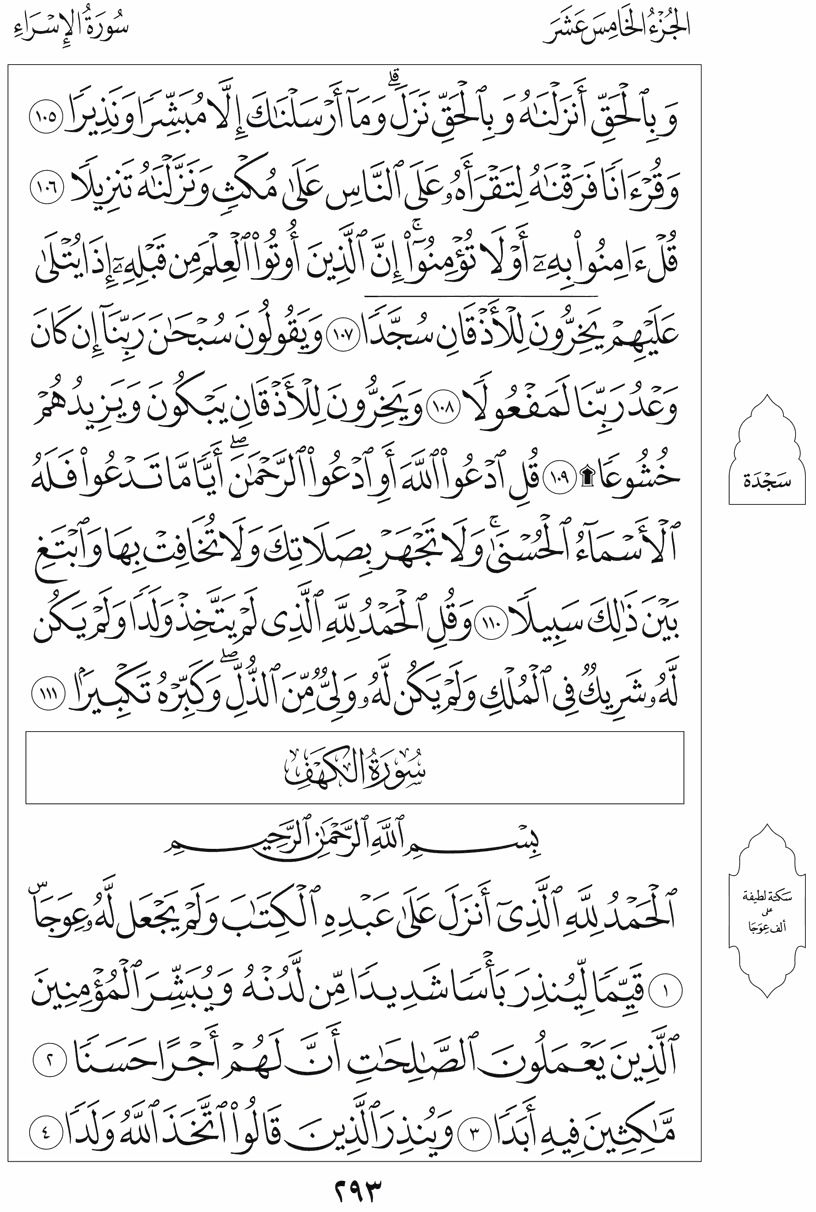 الجُزْءُ الخَامِسَ عَشَرَ
سُورَةُ الإِسْرَاءِ
وَبِٱلْحَقِّ أَنزَلْنَٰهُ وَبِٱلْحَقِّ نَزَلَۗ وَمَآ أَرْسَلْنَٰكَ إِلَّا مُبَشِّرًا وَنَذِيرًا ١٠٥
وَقُرْءَانًا فَرَقْنَٰهُ لِتَقْرَأَهُۥ عَلَى ٱلنَّاسِ عَلَىٰ مُكْثٍ وَنَزَّلْنَٰهُ تَنزِيلًا ١٠٦
قُلْ ءَامِنُوا۟ بِهِۦٓ أَوْ لَا تُؤْمِنُوٓا۟ۚ إِنَّ ٱلَّذِينَ أُوتُوا۟ ٱلْعِلْمَ مِن قَبْلِهِۦٓ إِذَا يُتْلَىٰ
عَلَيْهِمْ يَخِرُّونَ لِلْأَذْقَانِ سُجَّدًا ١٠٧ وَيَقُولُونَ سُبْحَٰنَ رَبِّنَآ إِن كَانَ
وَعْدُ رَبِّنَا لَمَفْعُولًا ١٠٨ وَيَخِرُّونَ لِلْأَذْقَانِ يَبْكُونَ وَيَزِيدُهُمْ
خُشُوعًا ۩ ١٠٩ قُلِ ٱدْعُوا۟ ٱللَّهَ أَوِ ٱدْعُوا۟ ٱلرَّحْمَٰنَۖ أَيًّا مَّا تَدْعُوا۟ فَلَهُ
ٱلْأَسْمَآءُ ٱلْحُسْنَىٰۚ وَلَا تَجْهَرْ بِصَلَاتِكَ وَلَا تُخَافِتْ بِهَا وَٱبْتَغِ
بَيْنَ ذَٰلِكَ سَبِيلًا ١١٠ وَقُلِ ٱلْحَمْدُ لِلَّهِ ٱلَّذِى لَمْ يَتَّخِذْ وَلَدًا وَلَمْ يَكُن
لَّهُۥ شَرِيكٌ فِى ٱلْمُلْكِ وَلَمْ يَكُن لَّهُۥ وَلِىٌّ مِّنَ ٱلذُّلِّۖ وَكَبِّرْهُ تَكْبِيرًۢا ١١١
سُورَةُ الكَهْفِ
بِسْمِ ٱللَّهِ ٱلرَّحْمَٰنِ ٱلرَّحِيمِ
ٱلْحَمْدُ لِلَّهِ ٱلَّذِىٓ أَنزَلَ عَلَىٰ عَبْدِهِ ٱلْكِتَٰبَ وَلَمْ يَجْعَل لَّهُۥ عِوَجَاۜ
١ قَيِّمًا لِّيُنذِرَ بَأْسًا شَدِيدًا مِّن لَّدُنْهُ وَيُبَشِّرَ ٱلْمُؤْمِنِينَ
ٱلَّذِينَ يَعْمَلُونَ ٱلصَّٰلِحَٰتِ أَنَّ لَهُمْ أَجْرًا حَسَنًا ٢
مَّٰكِثِينَ فِيهِ أَبَدًا ٣ وَيُنذِرَ ٱلَّذِينَ قَالُوا۟ ٱتَّخَذَ ٱللَّهُ وَلَدًا ٤
سَجْدَة
سكتة لطيفة
على
ألف عِوَجَا
٢٩٣